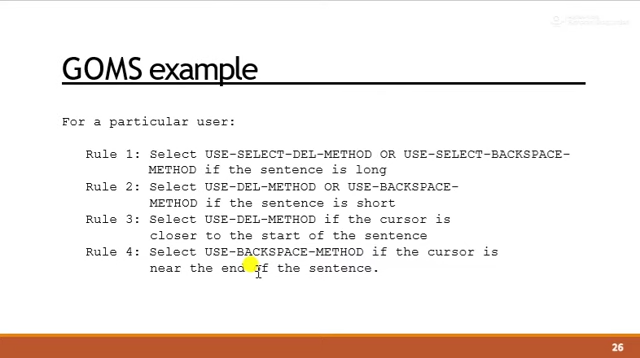 GOMS example
For a particular user:
Rule 1: Select USE-SELECT-DEL-METHOD OR USE-SELECT-BACKSPACE-
METHOD if the sentence is long
Rule 2: Select USE-DEL-METHOD OR USE-BACKSPACE-
METHOD if the sentence is short
Rule 3: Select USE-DEL-METHOD if the cursor is
closer to the start of the sentence
Rule 4: Select USE-BACKSPACE-METHOD if the cursor is
near the end of the sentence.
26